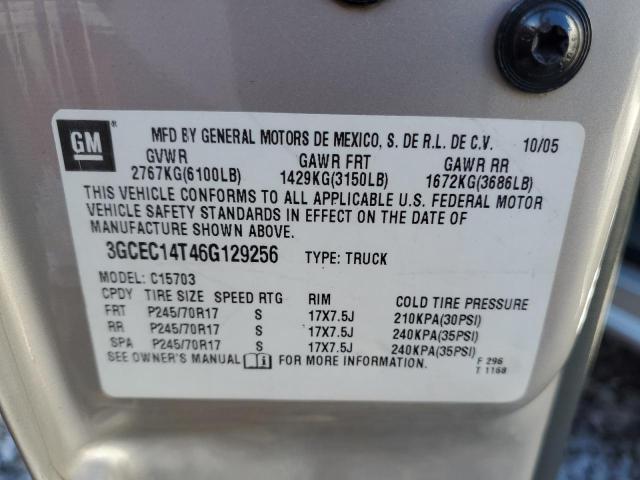 GM ® MFD BY GENERAL MOTORS DE MEXICO, S. DE R.L. DE C.V. 10/05
GVWR GAWR FRT GAWR RR
2767KG(6100LB) 1429KG(3150LB) 1672KG(3686LB)
THIS VEHICLE CONFORMS TO ALL APPLICABLE U.S. FEDERAL MOTOR
VEHICLE SAFETY STANDARDS IN EFFECT ON THE DATE OF
MANUFACTURE SHOWN ABOVE.
3GCEC14T46G129256 TYPE: TRUCK
MODEL: C15703
CPDY TIRE SIZE SPEED RTG RIM COLD TIRE PRESSURE
FRT P245/70R17 S 17X7.5J 210KPA(30PSI)
RR P245/70R17 S 17X7.5J 240KPA(35PSI)
SPA P245/70R17 S 17X7.5J 240KPA(35PSI)
SEE OWNER'S MANUAL FOR MORE INFORMATION.
F 296
T 1168